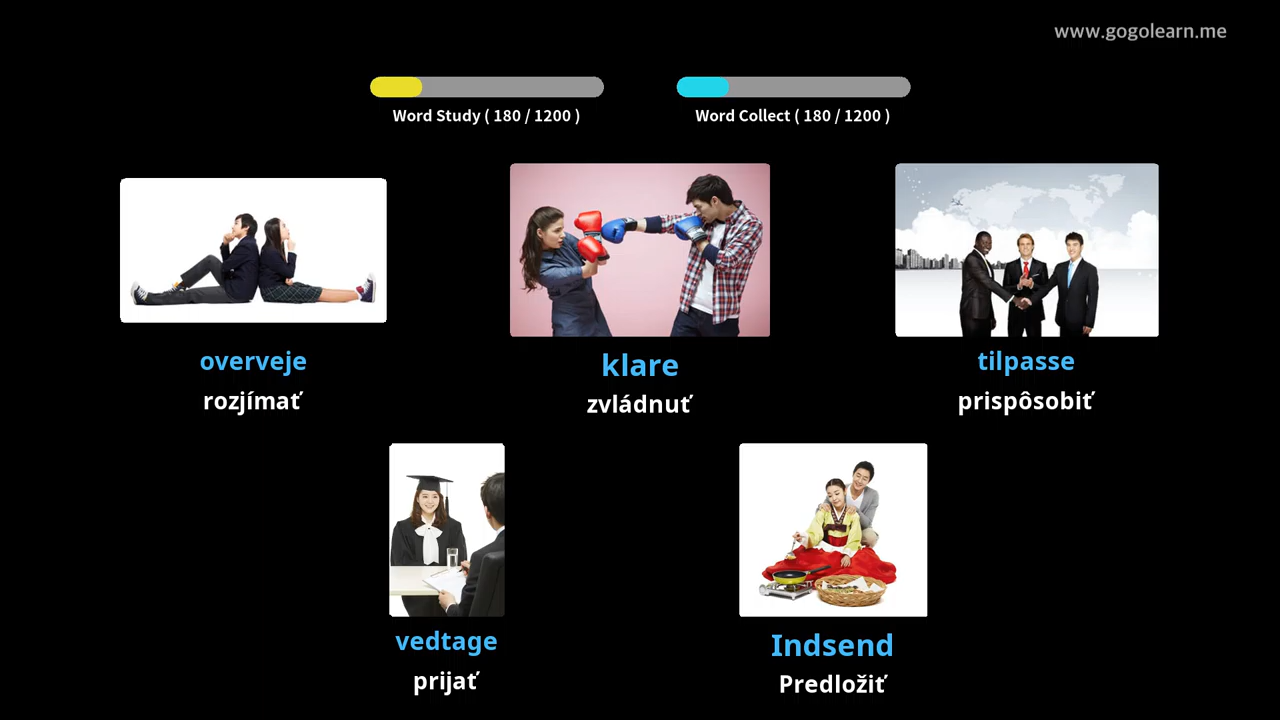 www.gogolearn.me
Word Study ( 180 / 1200 )
Word Collect ( 180 / 1200 )
overveje
rozjímať
klare
zvládnuť
tilpasse
prispôsobiť
vedtage
prijať
Indsend
Predložiť